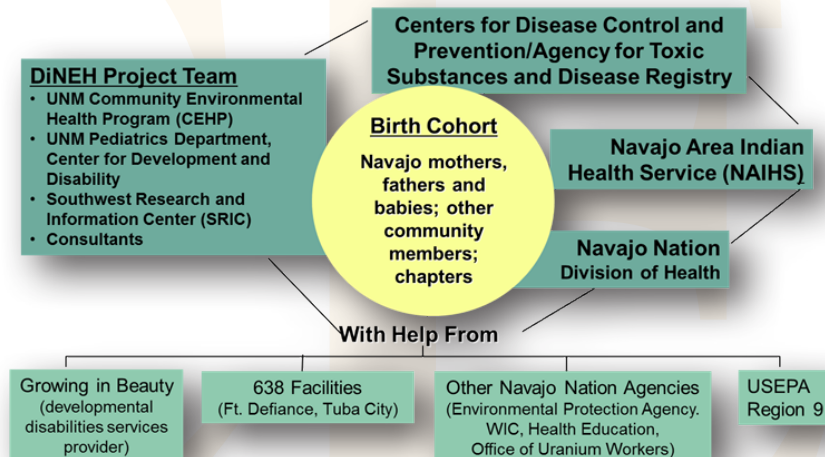 Centers for Disease Control and
Prevention/Agency for Toxic
Substances and Disease Registry
DiNEH Project Team
• UNM Community Environmental
Health Program (CEHP)
• UNM Pediatrics Department,
Center for Development and
Disability
• Southwest Research and
Information Center (SRIC)
• Consultants
Birth Cohort
Navajo mothers,
fathers and
babies; other
community
members;
chapters
Navajo Area Indian
Health Service (NAIHS)
Navajo Nation
Division of Health
With Help From
Growing in Beauty
(developmental
disabilities services
provider)
638 Facilities
(Ft. Defiance, Tuba City)
Other Navajo Nation Agencies
(Environmental Protection Agency.
WIC, Health Education,
Office of Uranium Workers)
USEPA
Region 9